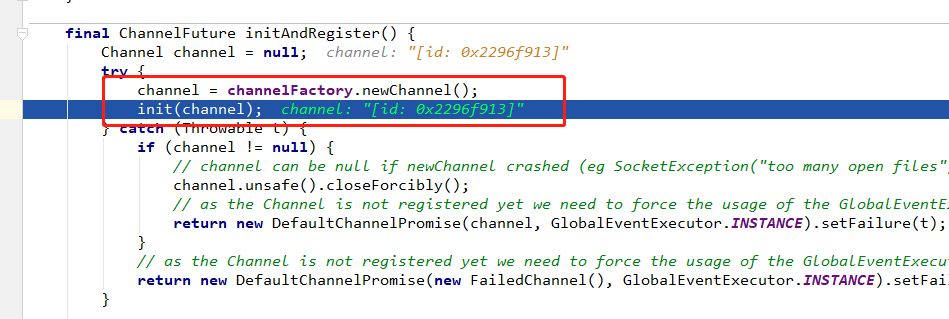 final ChannelFuture initAndRegister() {
Channel channel = null; channel: "[id: 0x2296f913]"
try {
channel = channelFactory.newChannel();
init(channel); channel: "[id: 0x2296f913]"
} catch (Throwable t) {
if (channel != null) {
// channel can be null if newChannel crashed (eg SocketException("too many open files"
channel.unsafe().closeForcibly();
// as the Channel is not registered yet we need to force the usage of the GlobalEventEx
return new DefaultChannelPromise(channel, GlobalEventExecutor.INSTANCE).setFailure(t);
}
// as the Channel is not registered yet we need to force the usage of the GlobalEventExecu
return new DefaultChannelPromise(new FailedChannel(), GlobalEventExecutor.INSTANCE).setFai
}